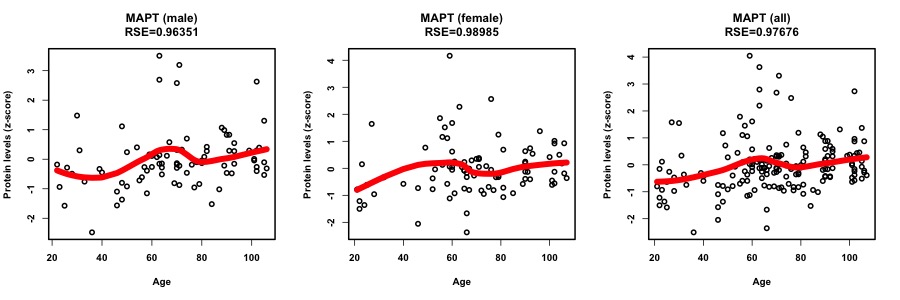 MAPT (male)
RSE=0.96351
Protein levels (z-score)
3
2
1
0
-1
-2
20 40 60 80 100
Age
MAPT (female)
RSE=0.98985
Protein levels (z-score)
4
3
2
1
0
-1
-2
20 40 60 80 100
Age
MAPT (all)
RSE=0.97676
Protein levels (z-score)
4
3
2
1
0
-1
-2
20 40 60 80 100
Age